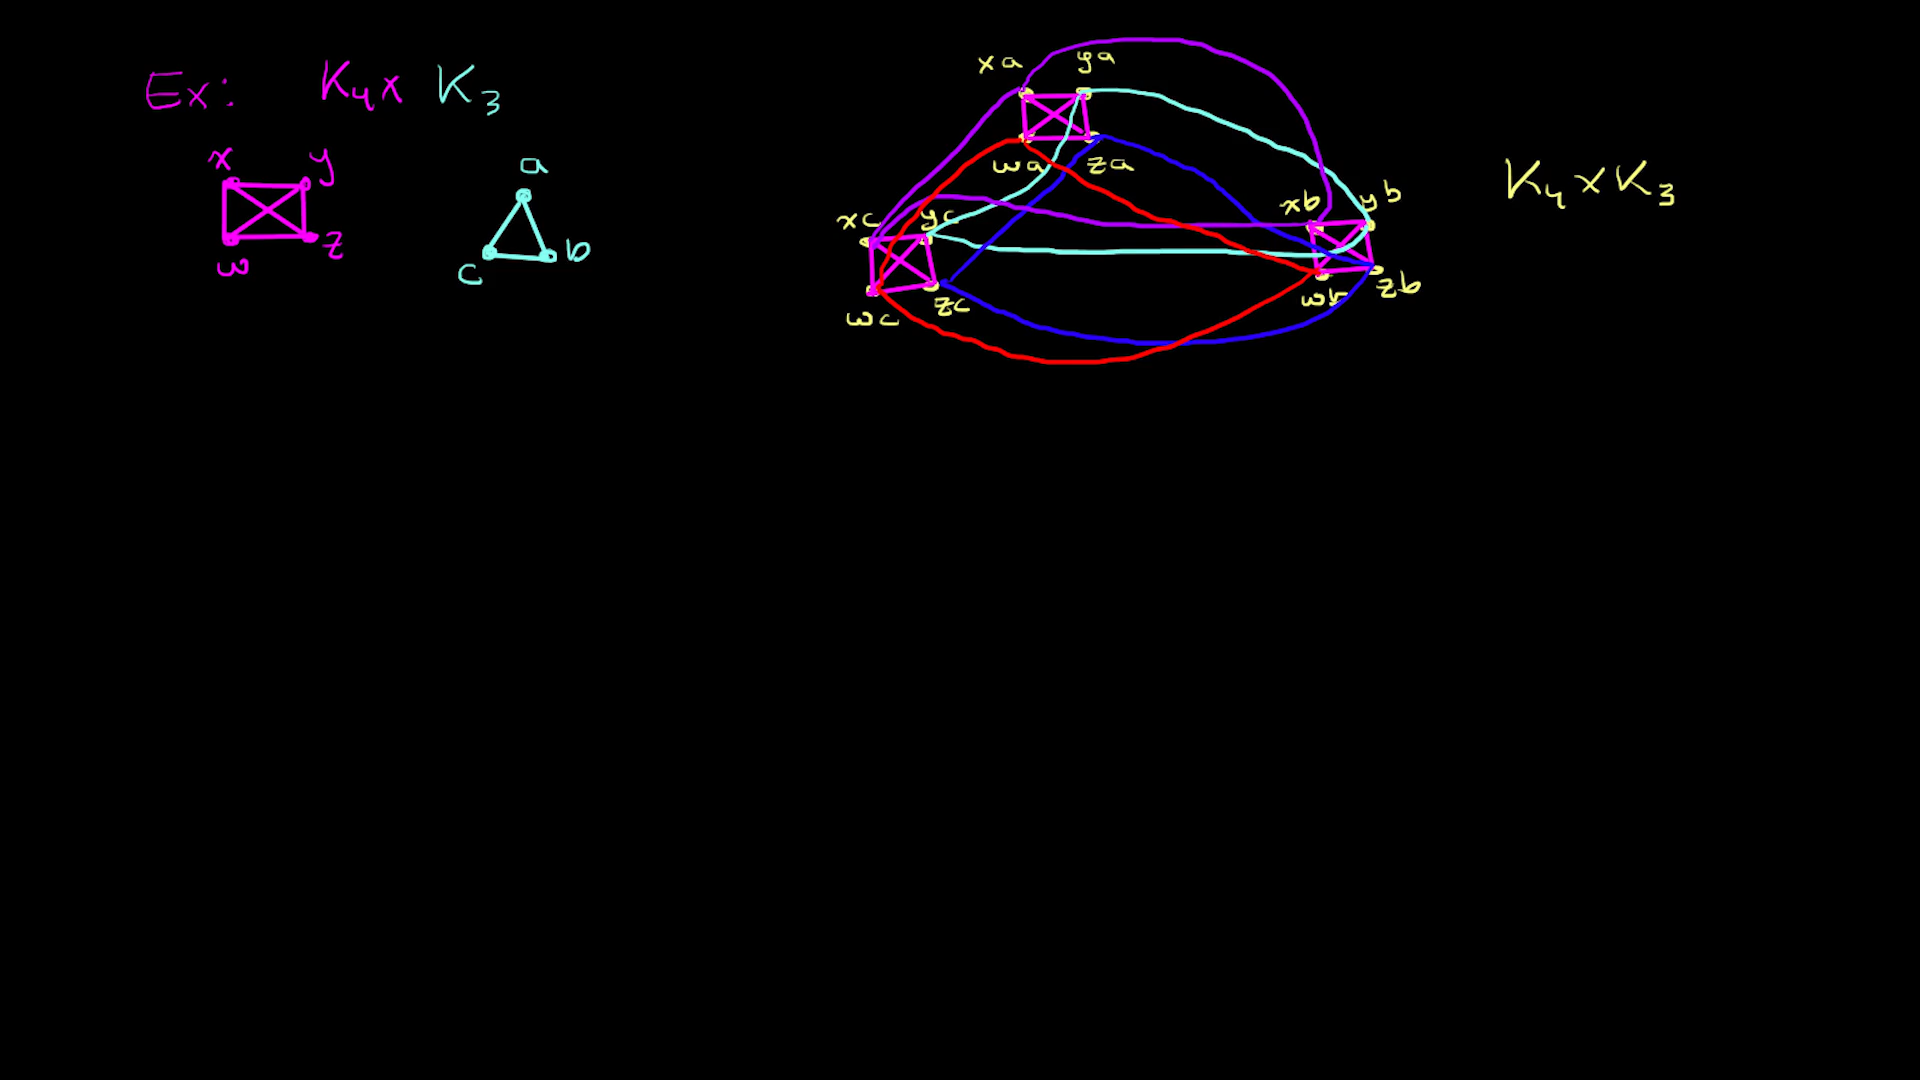 Ex: K₄ x K₃
x y
w z
a
c b
xa ya
wa za
xc yc
wc zc
xb yb
wb zb
K₄ x K₃